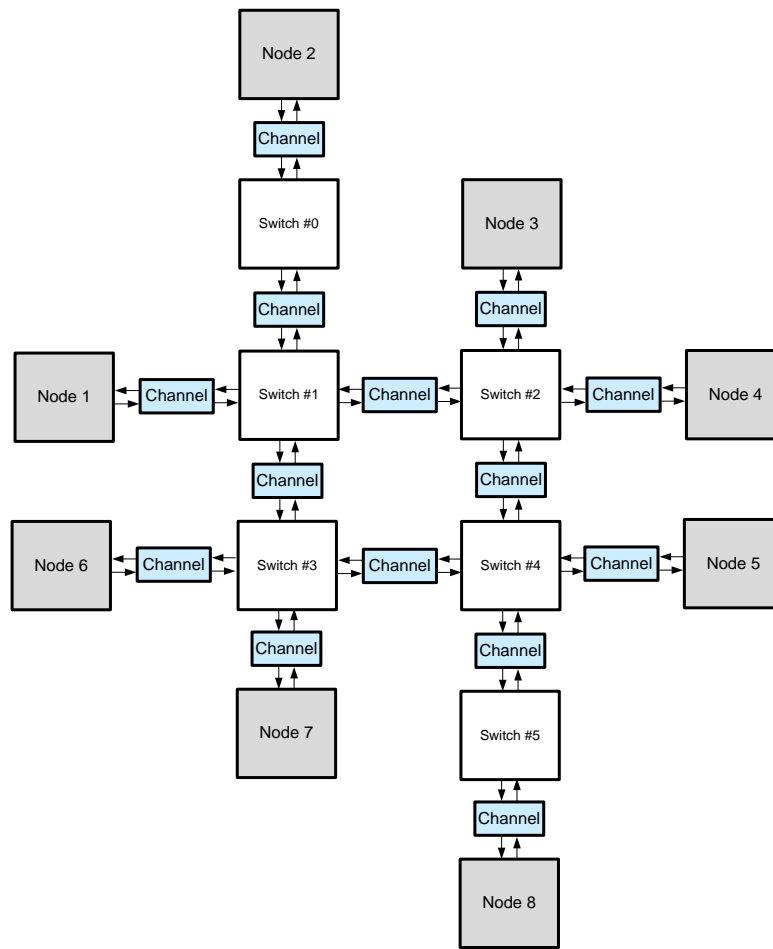 Node 2
Channel
Switch #0
Node 3
Channel
Channel
Node 1
Channel
Switch #1
Channel
Switch #2
Channel
Node 4
Channel
Channel
Node 6
Channel
Switch #3
Channel
Switch #4
Channel
Node 5
Channel
Channel
Node 7
Switch #5
Channel
Node 8